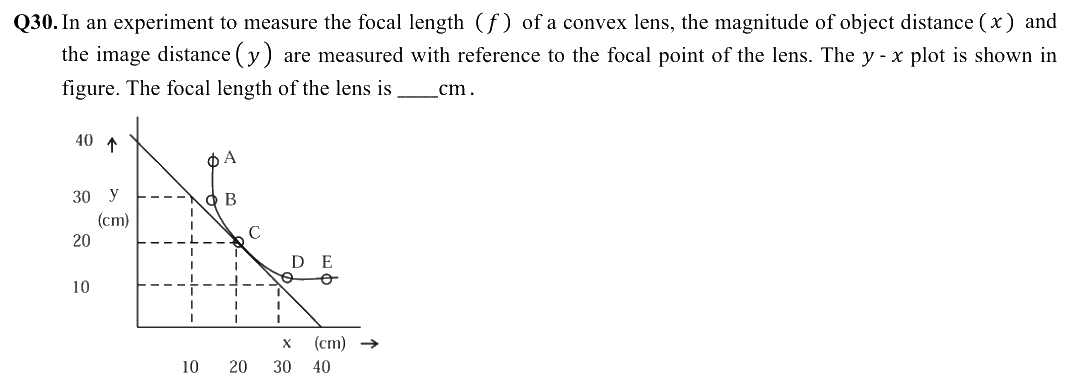 Q30. In an experiment to measure the focal length (f) of a convex lens, the magnitude of object distance (x) and
the image distance (y) are measured with reference to the focal point of the lens. The y - x plot is shown in
figure. The focal length of the lens is ____cm.
40 ↑
A
30 y
B
(cm)
C
20
D E
10
x (cm) →
10 20 30 40